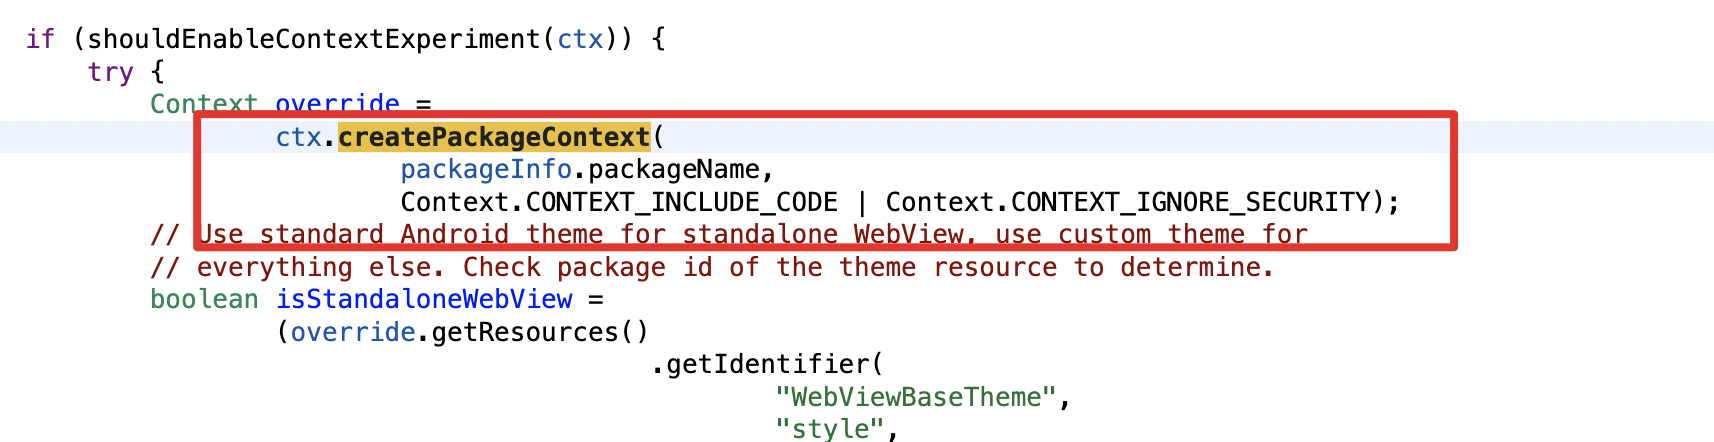 if (shouldEnableContextExperiment(ctx)) {
try {
Context override =
ctx.createPackageContext(
packageInfo.packageName,
Context.CONTEXT_INCLUDE_CODE | Context.CONTEXT_IGNORE_SECURITY);
// Use standard Android theme for standalone WebView, use custom theme for
// everything else. Check package id of the theme resource to determine.
boolean isStandaloneWebView =
(override.getResources()
.getIdentifier(
"WebViewBaseTheme",
"style",